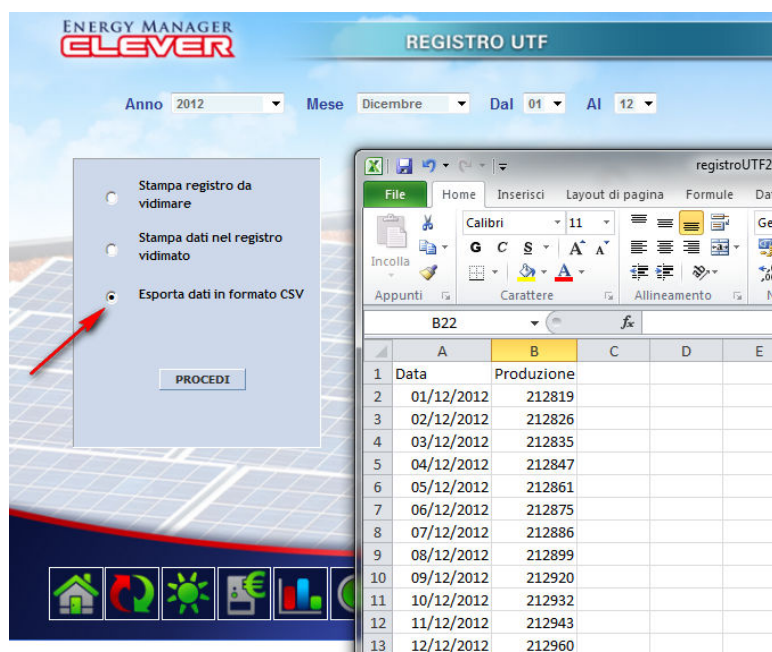 ENERGY MANAGER
CLEVER
REGISTRO UTF
Anno 2012 Mese Dicembre Dal 01 Al 12
Stampa registro da
vidimare
Stampa dati nel registro
vidimato
Esporta dati in formato CSV
PROCEDI
registroUTF2
File Home Inserisci Layout di pagina Formule Da
Calibri 11 Ge
G C S A A
Incolla
Appunti Carattere Allineamento N
B22 fx
A B C D E
1 Data Produzione
2 01/12/2012 212819
3 02/12/2012 212826
4 03/12/2012 212835
5 04/12/2012 212847
6 05/12/2012 212861
7 06/12/2012 212875
8 07/12/2012 212886
9 08/12/2012 212899
10 09/12/2012 212920
11 10/12/2012 212932
12 11/12/2012 212943
13 12/12/2012 212960